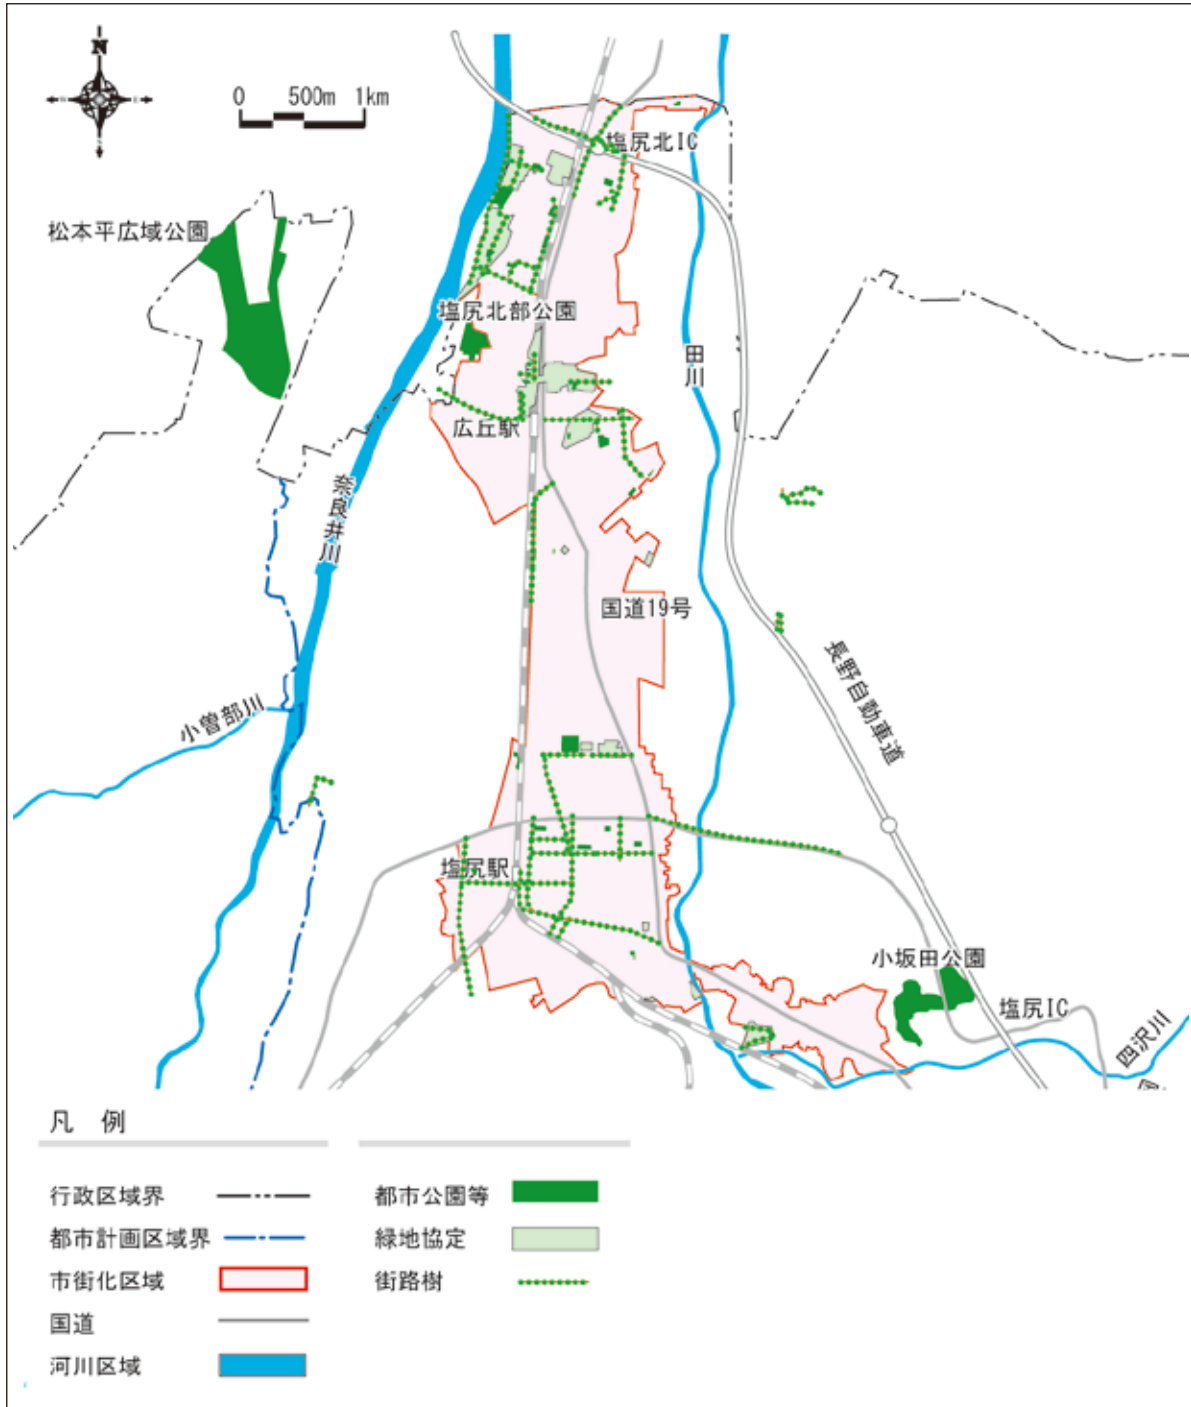 N
0 500m 1km
塩尻北IC
松本平広域公園
塩尻北部公園
田川
広丘駅
奈良井川
国道19号
長野自動車道
小曽部川
塩尻駅
小坂田公園
塩尻IC
四沢川
凡 例
行政区域界
都市計画区域界
市街化区域
国道
河川区域
都市公園等
緑地協定
街路樹